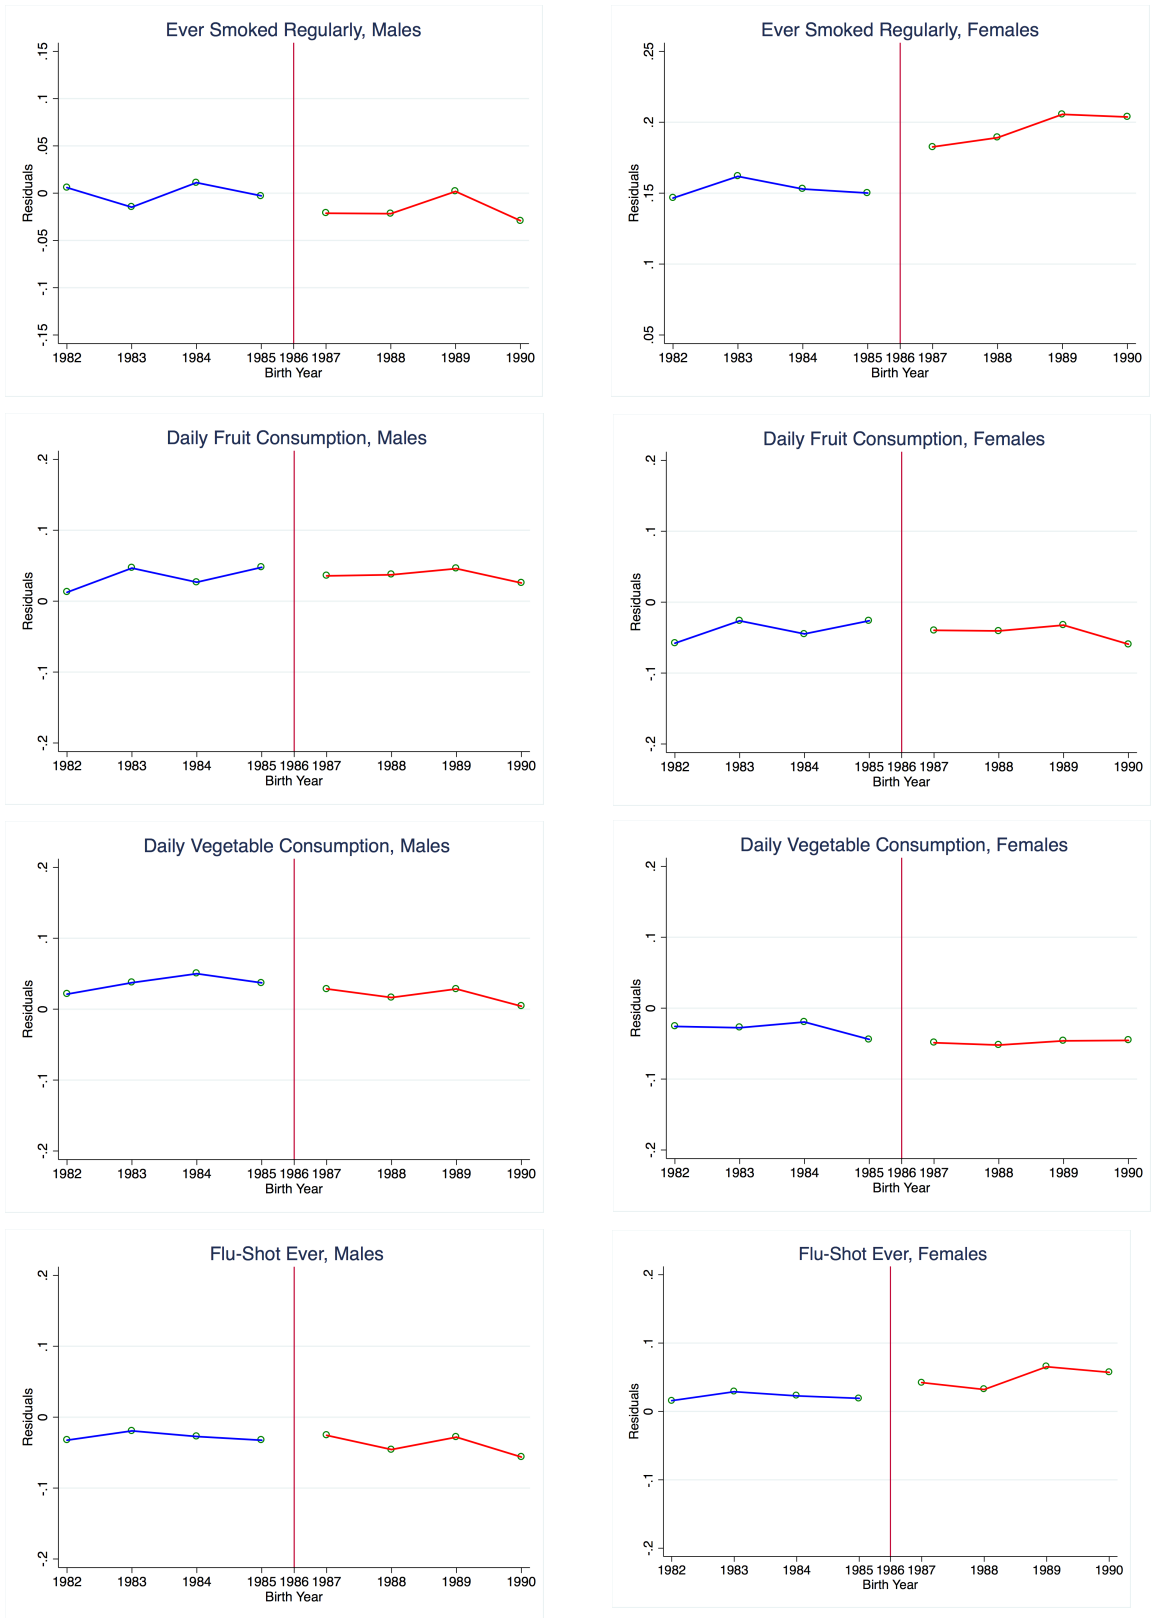 Ever Smoked Regularly, Males
.15
.1
.05
0
-.05
-.1
-.15
Residuals
1982 1983 1984 1985 1986 1987 1988 1989 1990
Birth Year
Ever Smoked Regularly, Females
.25
.2
.15
.1
.05
Residuals
1982 1983 1984 1985 1986 1987 1988 1989 1990
Birth Year
Daily Fruit Consumption, Males
.2
.1
0
-.1
-.2
Residuals
1982 1983 1984 1985 1986 1987 1988 1989 1990
Birth Year
Daily Fruit Consumption, Females
.2
.1
0
-.1
-.2
Residuals
1982 1983 1984 1985 1986 1987 1988 1989 1990
Birth Year
Daily Vegetable Consumption, Males
.2
.1
0
-.1
-.2
Residuals
1982 1983 1984 1985 1986 1987 1988 1989 1990
Birth Year
Daily Vegetable Consumption, Females
.2
.1
0
-.1
-.2
Residuals
1982 1983 1984 1985 1986 1987 1988 1989 1990
Birth Year
Flu-Shot Ever, Males
.2
.1
0
-.1
-.2
Residuals
1982 1983 1984 1985 1986 1987 1988 1989 1990
Birth Year
Flu-Shot Ever, Females
.2
.1
0
-.1
-.2
Residuals
1982 1983 1984 1985 1986 1987 1988 1989 1990
Birth Year